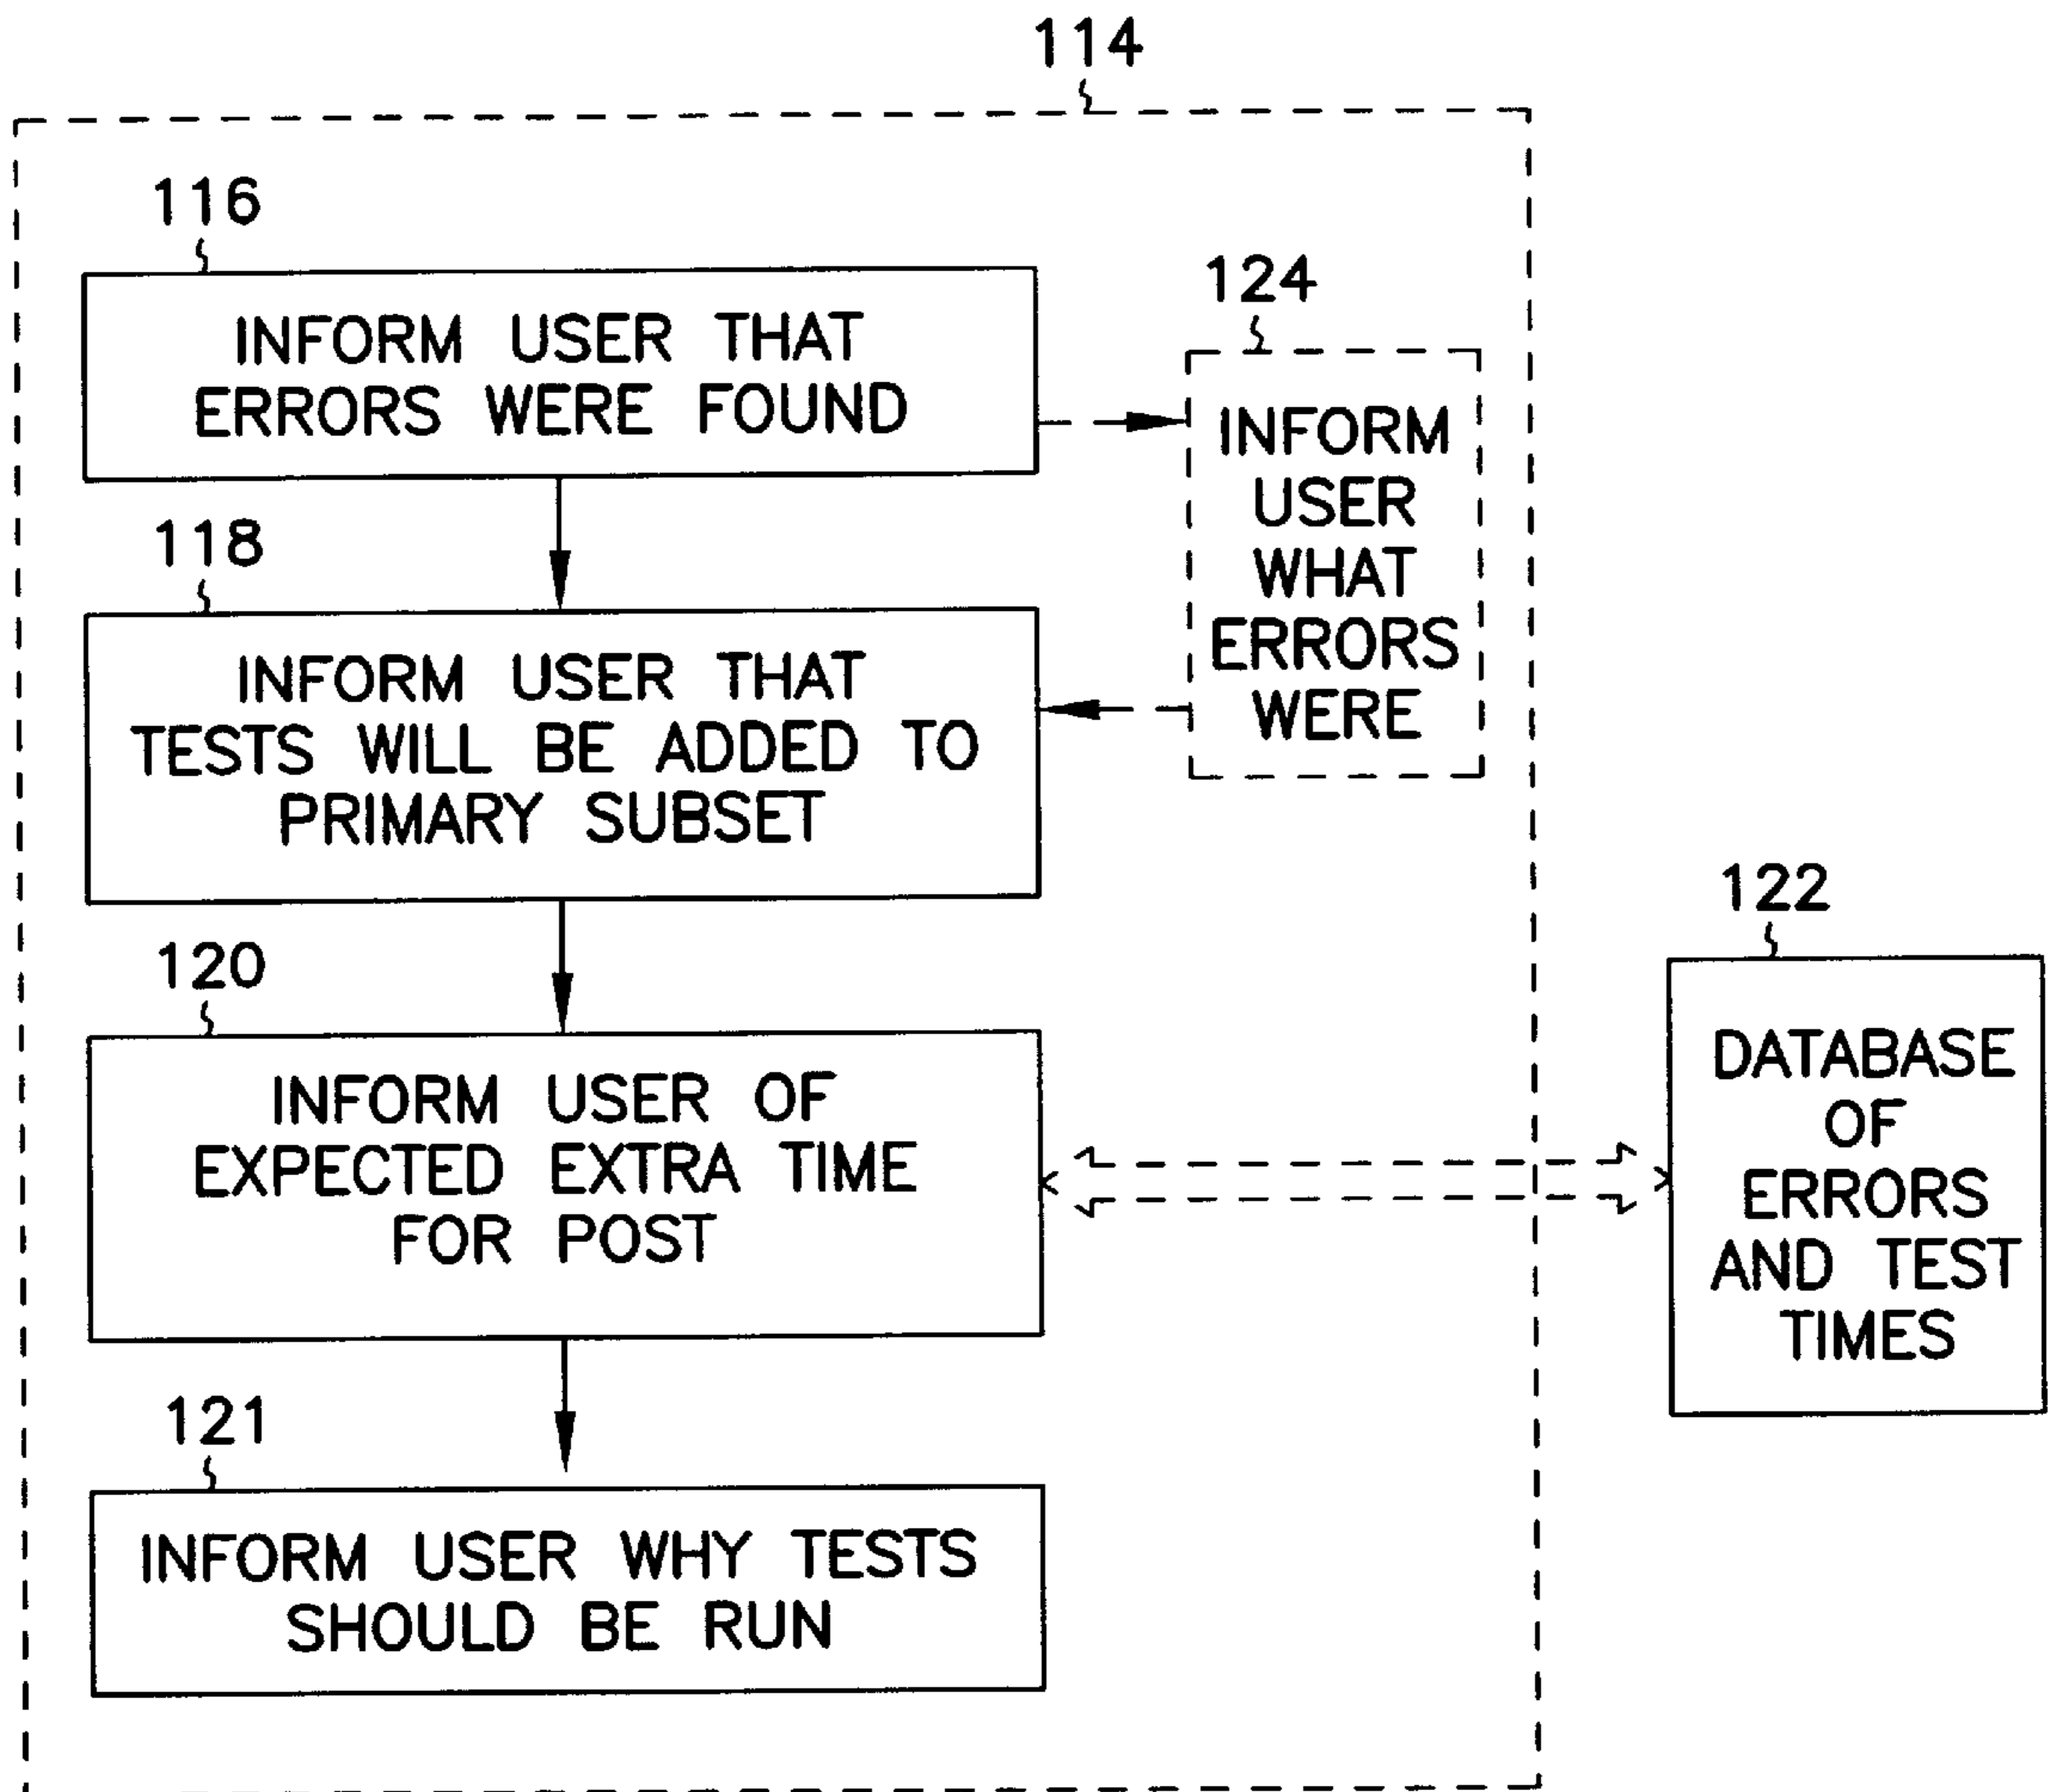 114
116
INFORM USER THAT
ERRORS WERE FOUND
124
INFORM
USER
WHAT
ERRORS
WERE
118
INFORM USER THAT
TESTS WILL BE ADDED TO
PRIMARY SUBSET
120
INFORM USER OF
EXPECTED EXTRA TIME
FOR POST
122
DATABASE
OF
ERRORS
AND TEST
TIMES
121
INFORM USER WHY TESTS
SHOULD BE RUN